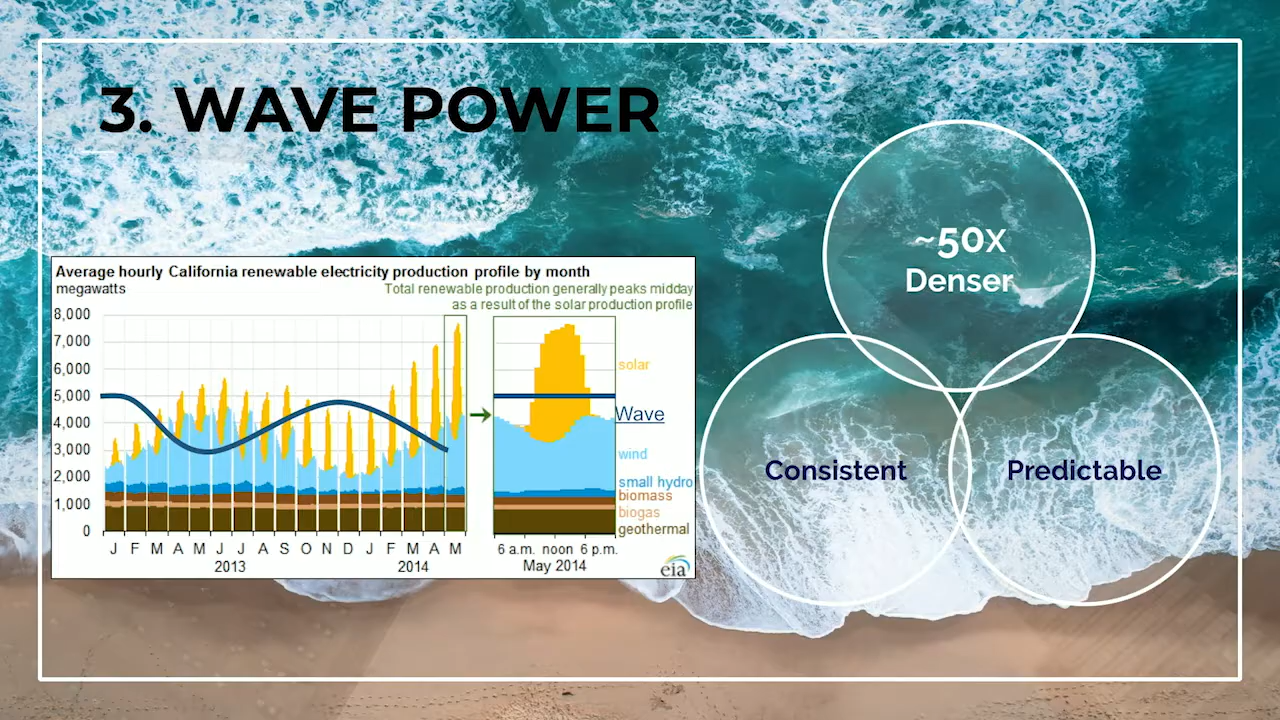 3. WAVE POWER
Average hourly California renewable electricity production profile by month
megawatts
Total renewable production generally peaks midday
as a result of the solar production profile
8,000
7,000
6,000
5,000
4,000
3,000
2,000
1,000
0
J F M A M J J A S O N D J F M A M
2013 2014
solar
Wave
wind
small hydro
biomass
biogas
geothermal
6 a.m. noon 6 p.m.
May 2014
eia
~50x
Denser
Consistent
Predictable